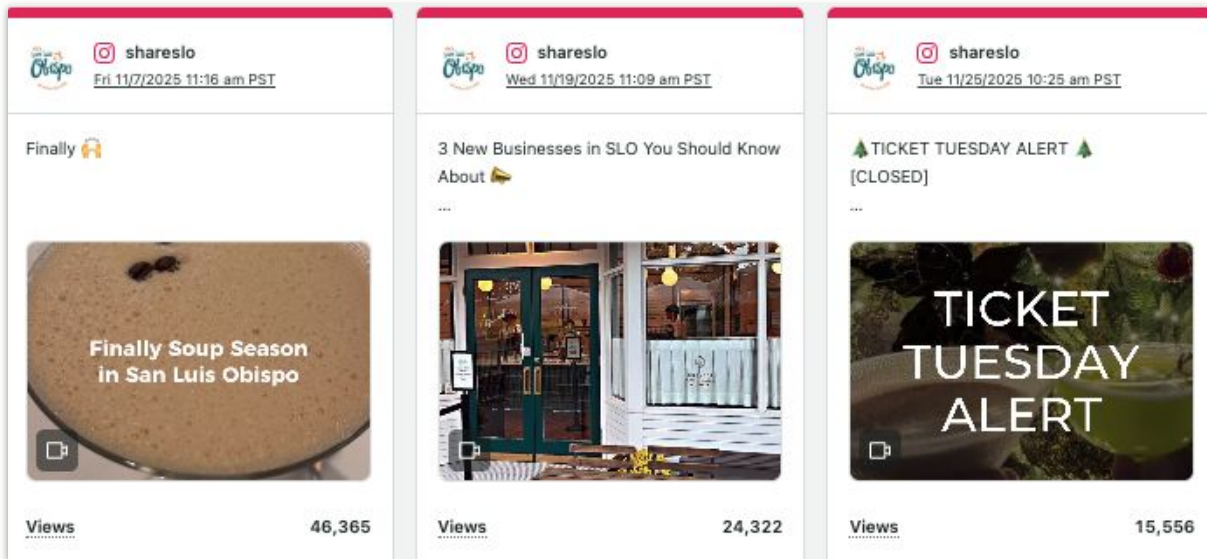 Obispo
shareslo
Fri 11/7/2025 11:16 am PST
Finally 🙌
Finally Soup Season
in San Luis Obispo
Views 46,365
Obispo
shareslo
Wed 11/19/2025 11:09 am PST
3 New Businesses in SLO You Should Know
About 📣
...
Views 24,322
Obispo
shareslo
Tue 11/25/2025 10:25 am PST
🌲TICKET TUESDAY ALERT 🌲
[CLOSED]
...
TICKET
TUESDAY
ALERT
Views 15,556